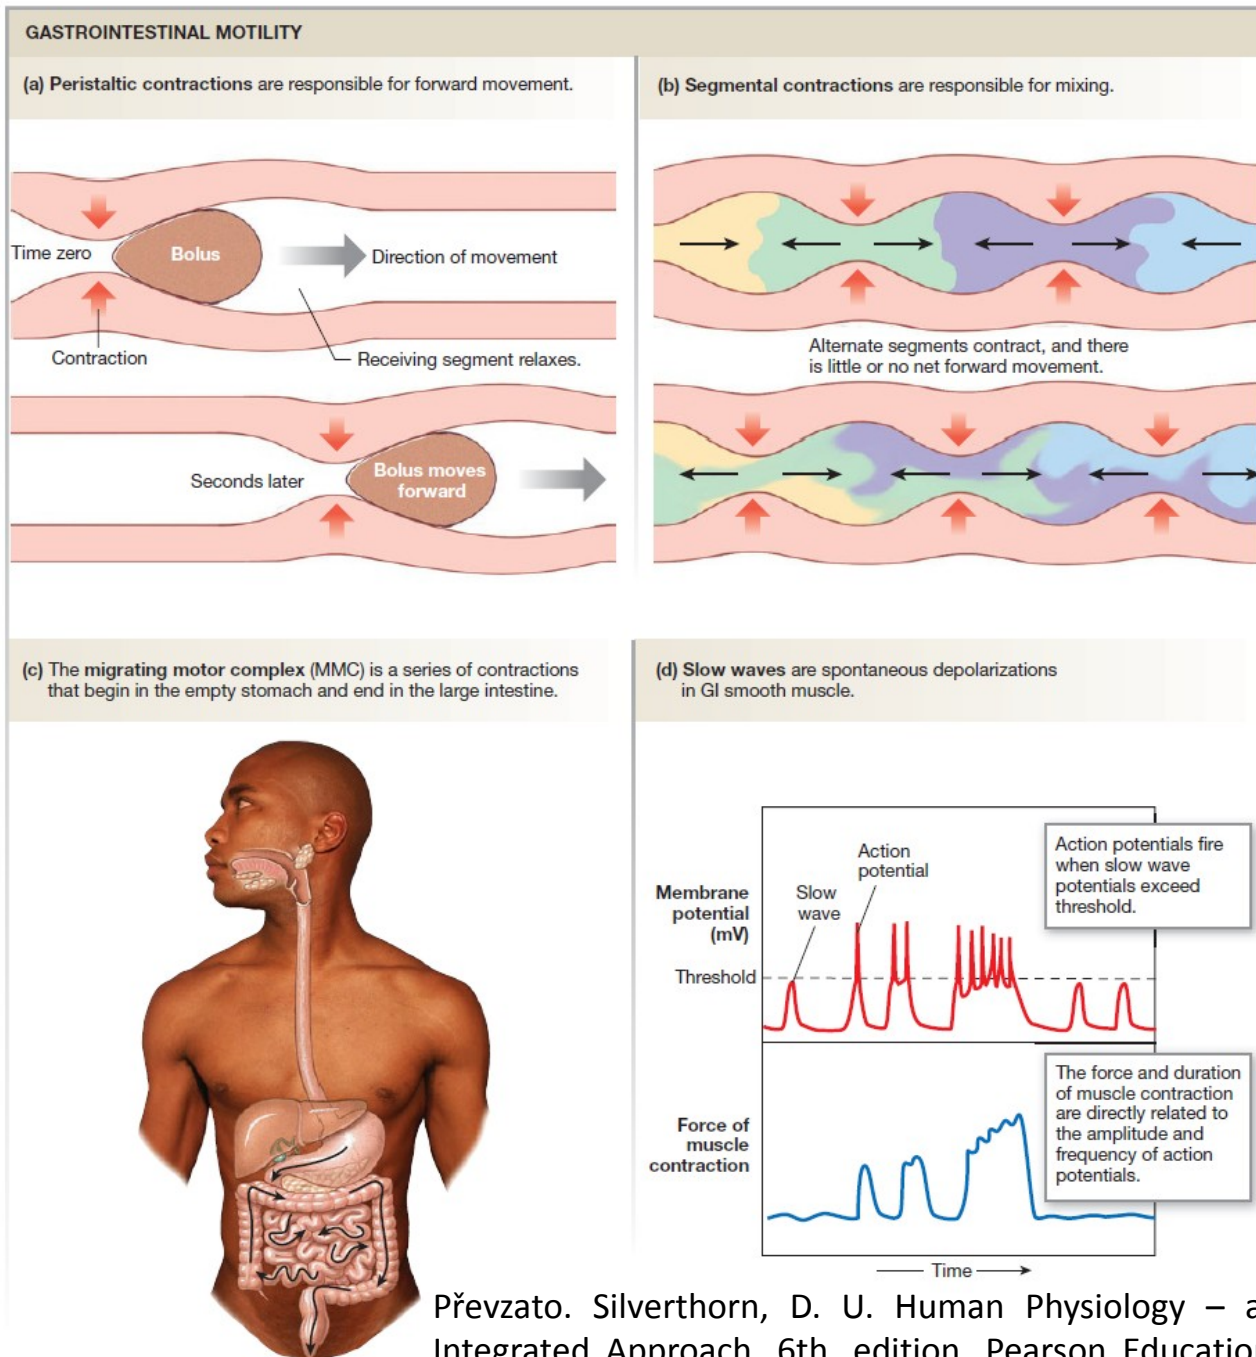 GASTROINTESTINAL MOTILITY
(a) Peristaltic contractions are responsible for forward movement.
Time zero
Bolus
Direction of movement
Contraction
Receiving segment relaxes.
Seconds later
Bolus moves
forward
(b) Segmental contractions are responsible for mixing.
Alternate segments contract, and there
is little or no net forward movement.
(c) The migrating motor complex (MMC) is a series of contractions
that begin in the empty stomach and end in the large intestine.
(d) Slow waves are spontaneous depolarizations
in GI smooth muscle.
Membrane
potential
(mV)
Slow
wave
Action
potential
Threshold
Action potentials fire
when slow wave
potentials exceed
threshold.
Force of
muscle
contraction
The force and duration
of muscle contraction
are directly related to
the amplitude and
frequency of action
potentials.
Time
Převzato. Silverthorn, D. U. Human Physiology – a
Integrated Approach. 6th. edition. Pearson Education